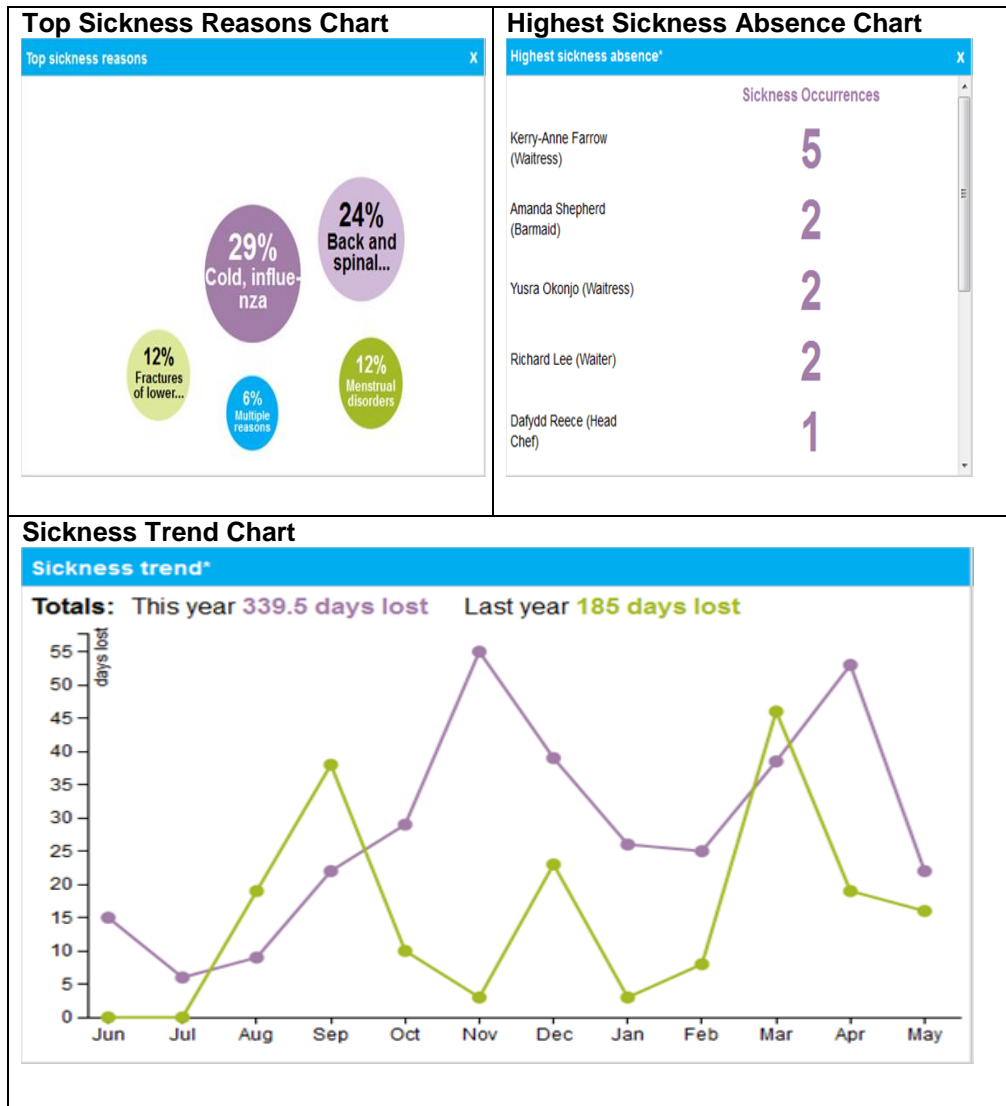 Top Sickness Reasons Chart
Top sickness reasons X
29%
Cold, influe-
nza
24%
Back and
spinal...
12%
Fractures
of lower...
6%
Multiple
reasons
12%
Menstrual
disorders
Highest Sickness Absence Chart
Highest sickness absence* X
Sickness Occurrences
Kerry-Anne Farrow
(Waitress)
5
Amanda Shepherd
(Barmaid)
2
Yusra Okonjo (Waitress)
2
Richard Lee (Waiter)
2
Dafydd Reece (Head
Chef)
1
Sickness Trend Chart
Sickness trend*
Totals: This year 339.5 days lost Last year 185 days lost
days lost
55
50
45
40
35
30
25
20
15
10
5
0
Jun Jul Aug Sep Oct Nov Dec Jan Feb Mar Apr May